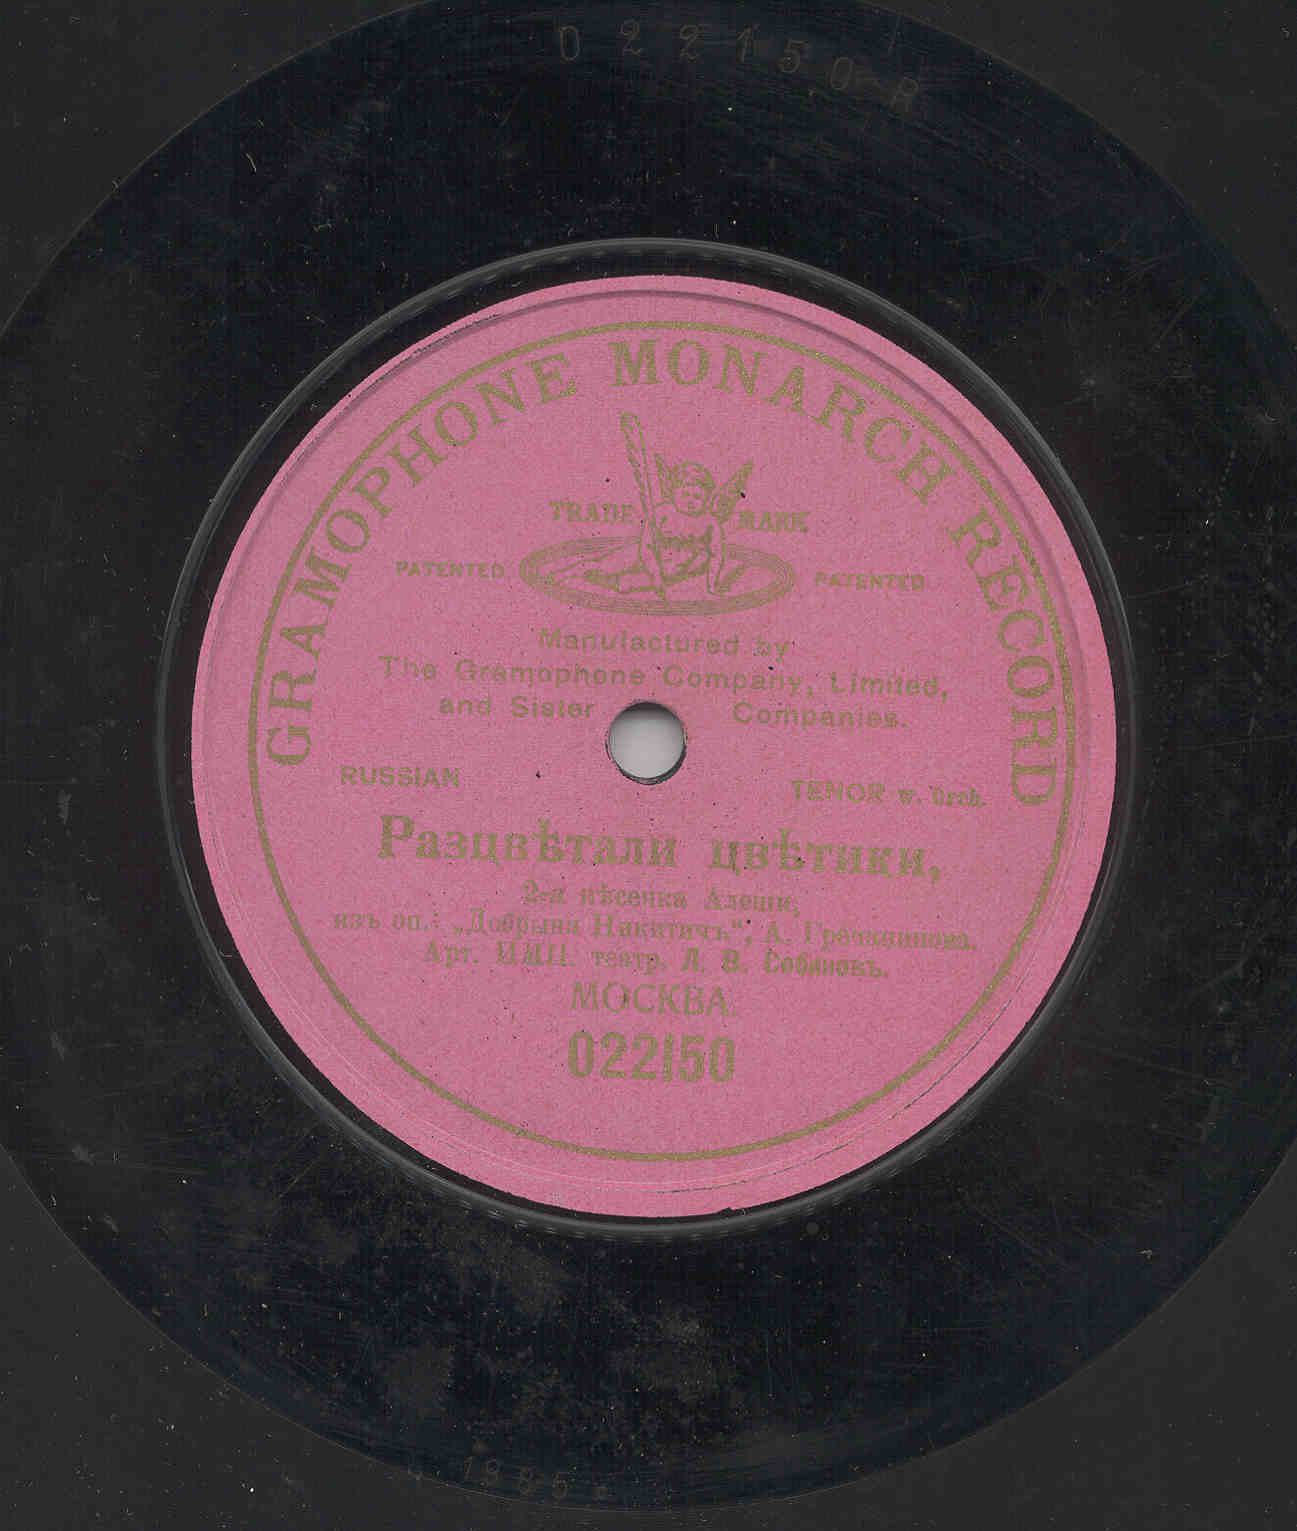 022150-R
GRAMOPHONE MONARCH RECORD
TRADE MARK
PATENTED PATENTED
Manufactured by
The Gramophone Company, Limited,
and Sister Companies.
RUSSIAN TENOR w. Orch.
Разцвѣтали цвѣтики,
2-я пѣсенка Алеши,
изъ оп.: „Добрыня Никитичъ“, А. Гречанинова.
Арт. ИМП. театр. Л. В. Собиновъ.
МОСКВА.
022150